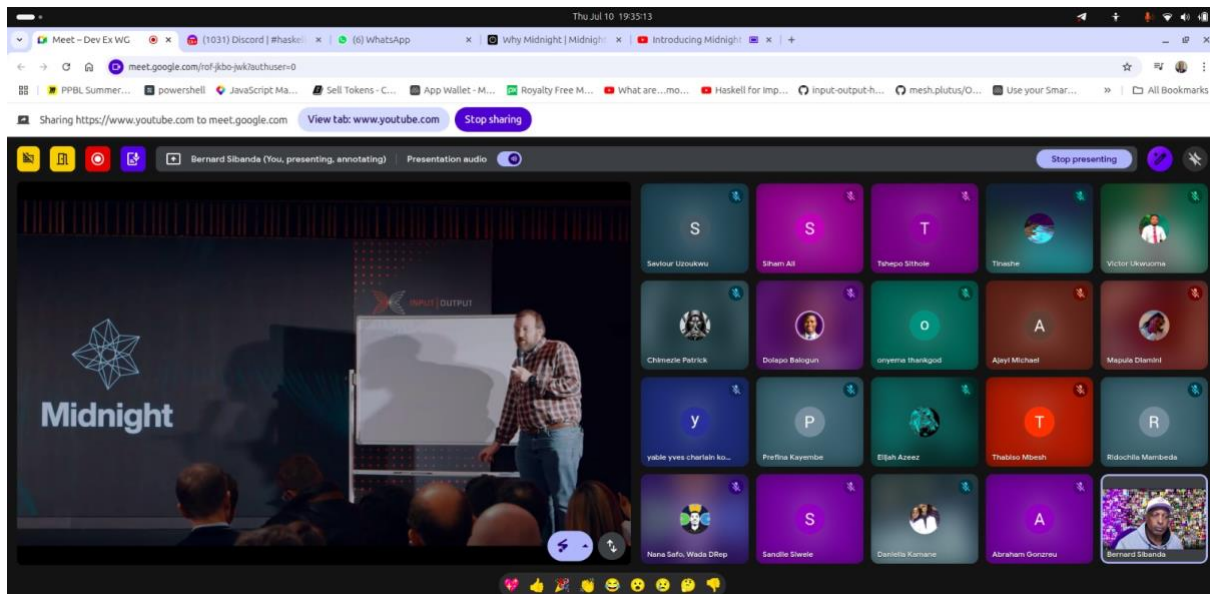 Thu Jul 10 19:35:13
Meet – Dev Ex WG
(1031) Discord | #haskel
(6) WhatsApp
Why Midnight | Midnight
Introducing Midnight
meet.google.com/rof-jkbo-jwk?authuser=0
PPBL Summer...
powershell
JavaScript Ma...
Sell Tokens - C...
App Wallet - M...
Royalty Free M...
What are...mo...
Haskell for Imp...
input-output-h...
mesh.plutus/O...
Use your Smar...
All Bookmarks
Sharing https://www.youtube.com to meet.google.com
View tab: www.youtube.com
Stop sharing
Bernard Sibanda (You, presenting, annotating)
Presentation audio
Stop presenting
INPUT | OUTPUT
Midnight
S
Saviour Uzoukwu
S
Siham Ali
T
Tshepo Sithole
Tinashe
Victor Ukwuoma
Chimezie Patrick
Dolapo Balogun
o
onyema thankgod
A
Ajayi Michael
Mapula Dlamini
y
yable yves charlain ko...
P
Prefina Kayembe
Elijah Azeez
T
Thabiso Mbesh
R
Ridochila Mambeda
Nana Safo, Wada DRep
S
Sandile Siwele
Daniella Kamane
A
Abraham Gonzreu
Bernard Sibanda